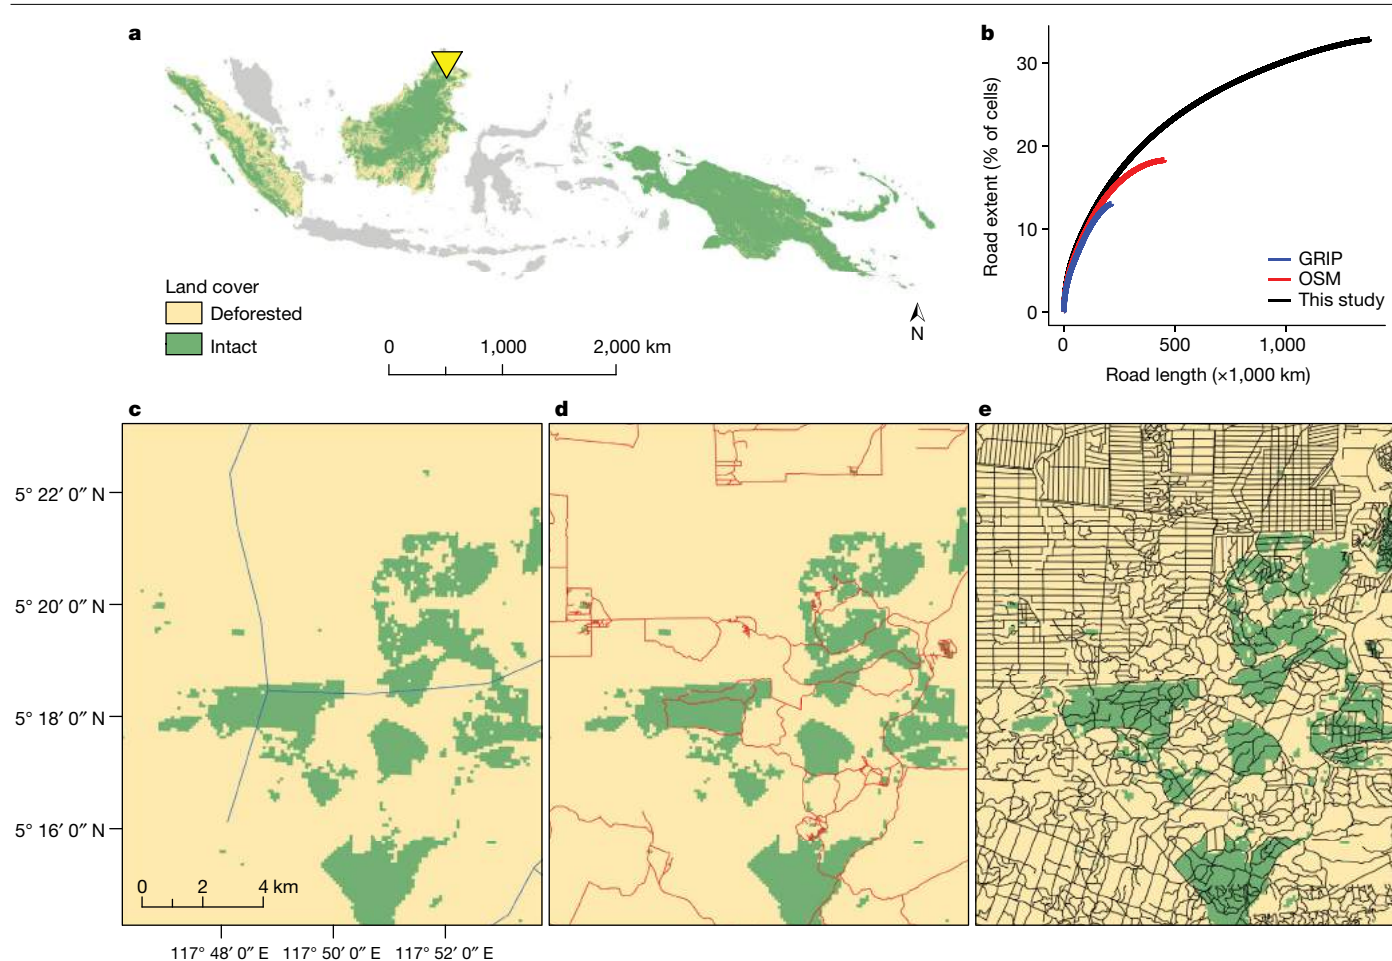 a
Land cover
Deforested
Intact
0 1,000 2,000 km
N
b
Road extent (% of cells)
30
20
10
0
GRIP
OSM
This study
0 500 1,000
Road length (×1,000 km)
c
5° 22′ 0″ N
5° 20′ 0″ N
5° 18′ 0″ N
5° 16′ 0″ N
0 2 4 km
117° 48′ 0″ E 117° 50′ 0″ E 117° 52′ 0″ E
d
e